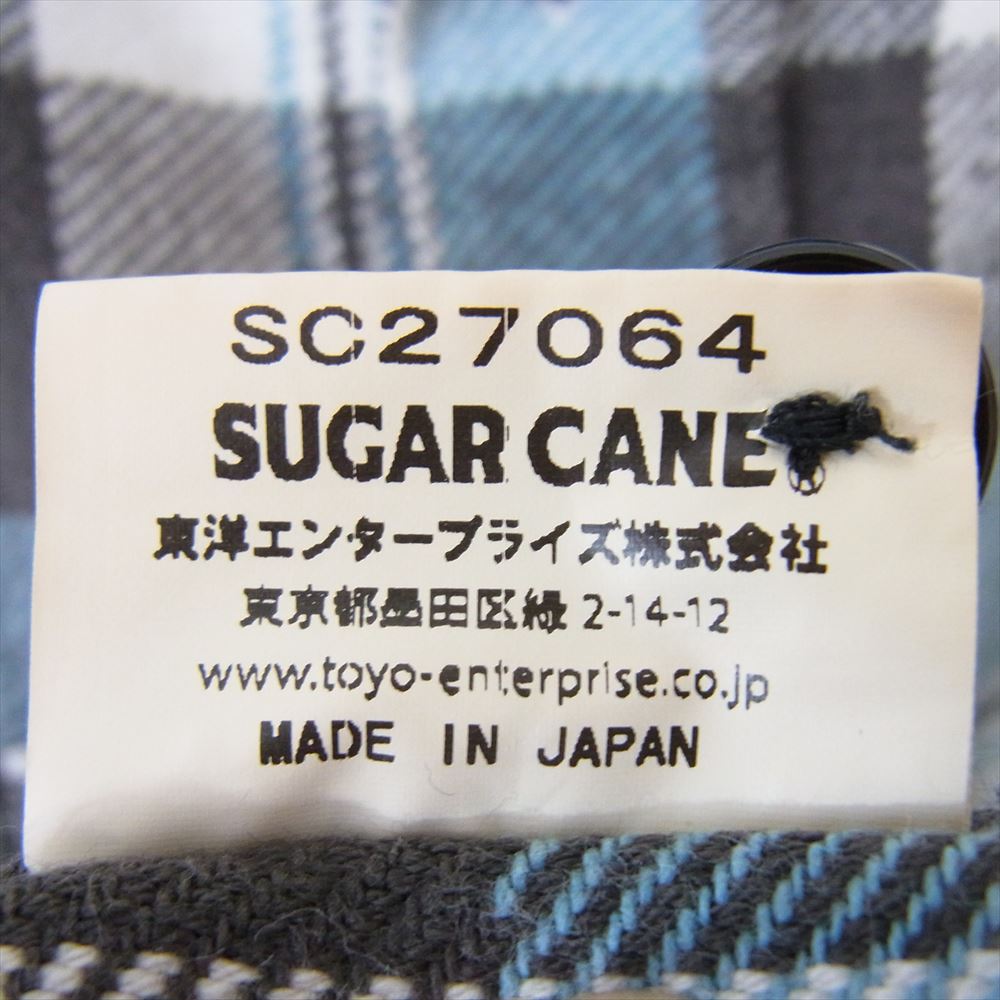 SC27064
SUGAR CANE®
東洋エンタープライズ株式会社
東京都墨田区緑 2-14-12
www.toyo-enterprise.co.jp
MADE IN JAPAN